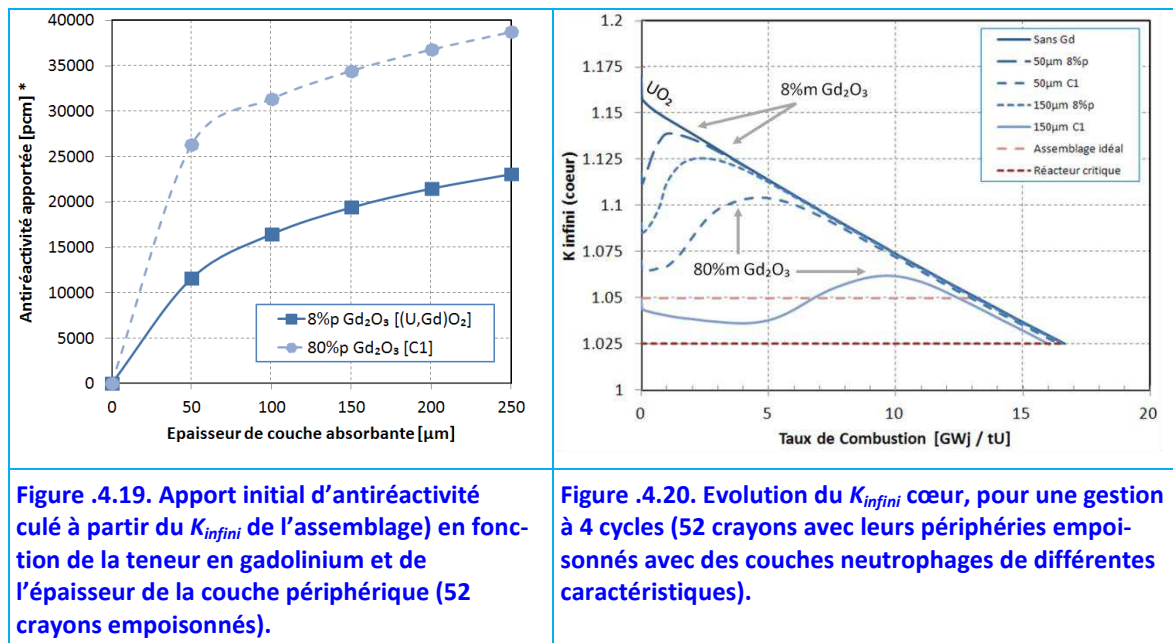 40000
35000
30000
25000
20000
15000
10000
5000
0
Antiréactivité apportée [pcm] *
8%p Gd₂O₃ [(U,Gd)O₂]
80%p Gd₂O₃ [C1]
0 50 100 150 200 250
Epaisseur de couche absorbante [µm]
1.2
1.175
1.15
1.125
1.1
1.075
1.05
1.025
1
K infini (coeur)
UO₂
8%m Gd₂O₃
80%m Gd₂O₃
Sans Gd
50µm 8%p
50µm C1
150µm 8%p
150µm C1
Assemblage idéal
Réacteur critique
0 5 10 15 20
Taux de Combustion [GWj / tU]
Figure .4.19. Apport initial d’antiréactivité
culé à partir du Kinfini de l’assemblage) en fonc-
tion de la teneur en gadolinium et de
l’épaisseur de la couche périphérique (52
crayons empoisonnés).
Figure .4.20. Evolution du Kinfini cœur, pour une gestion
à 4 cycles (52 crayons avec leurs périphéries empoi-
sonnés avec des couches neutrophages de différentes
caractéristiques).